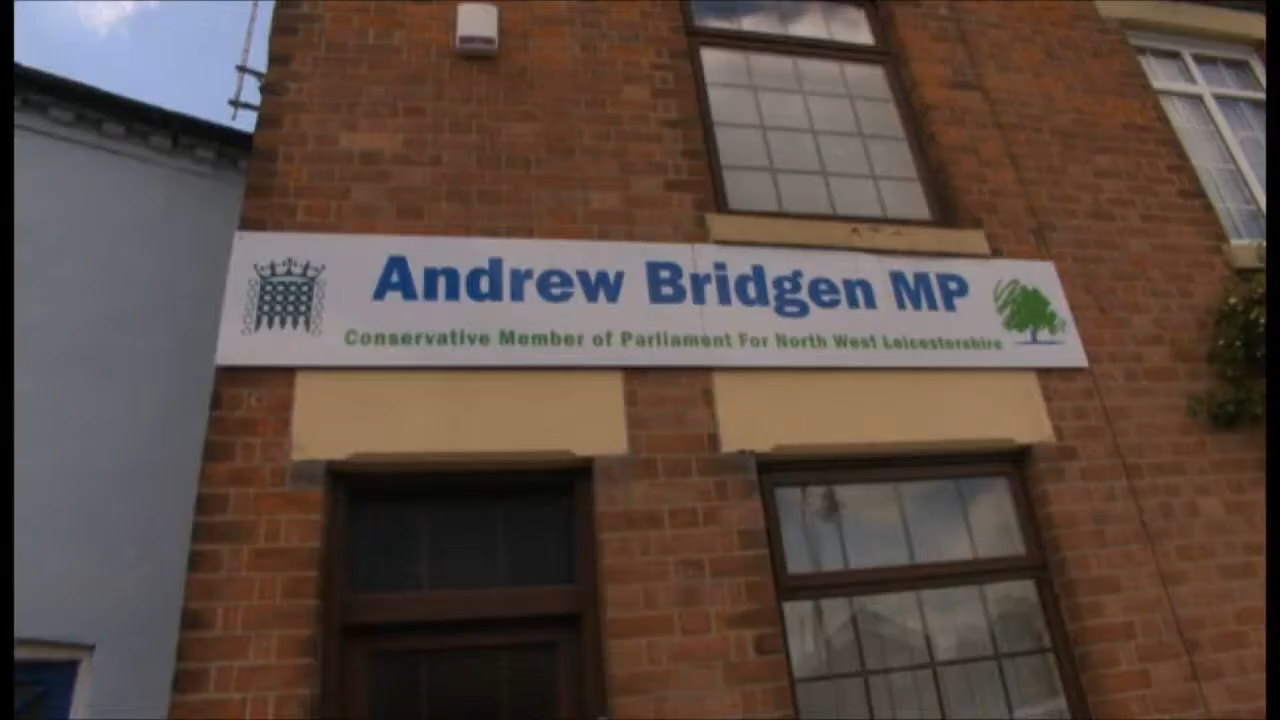 Andrew Bridgen MP
Conservative Member of Parliament For North West Leicestershire